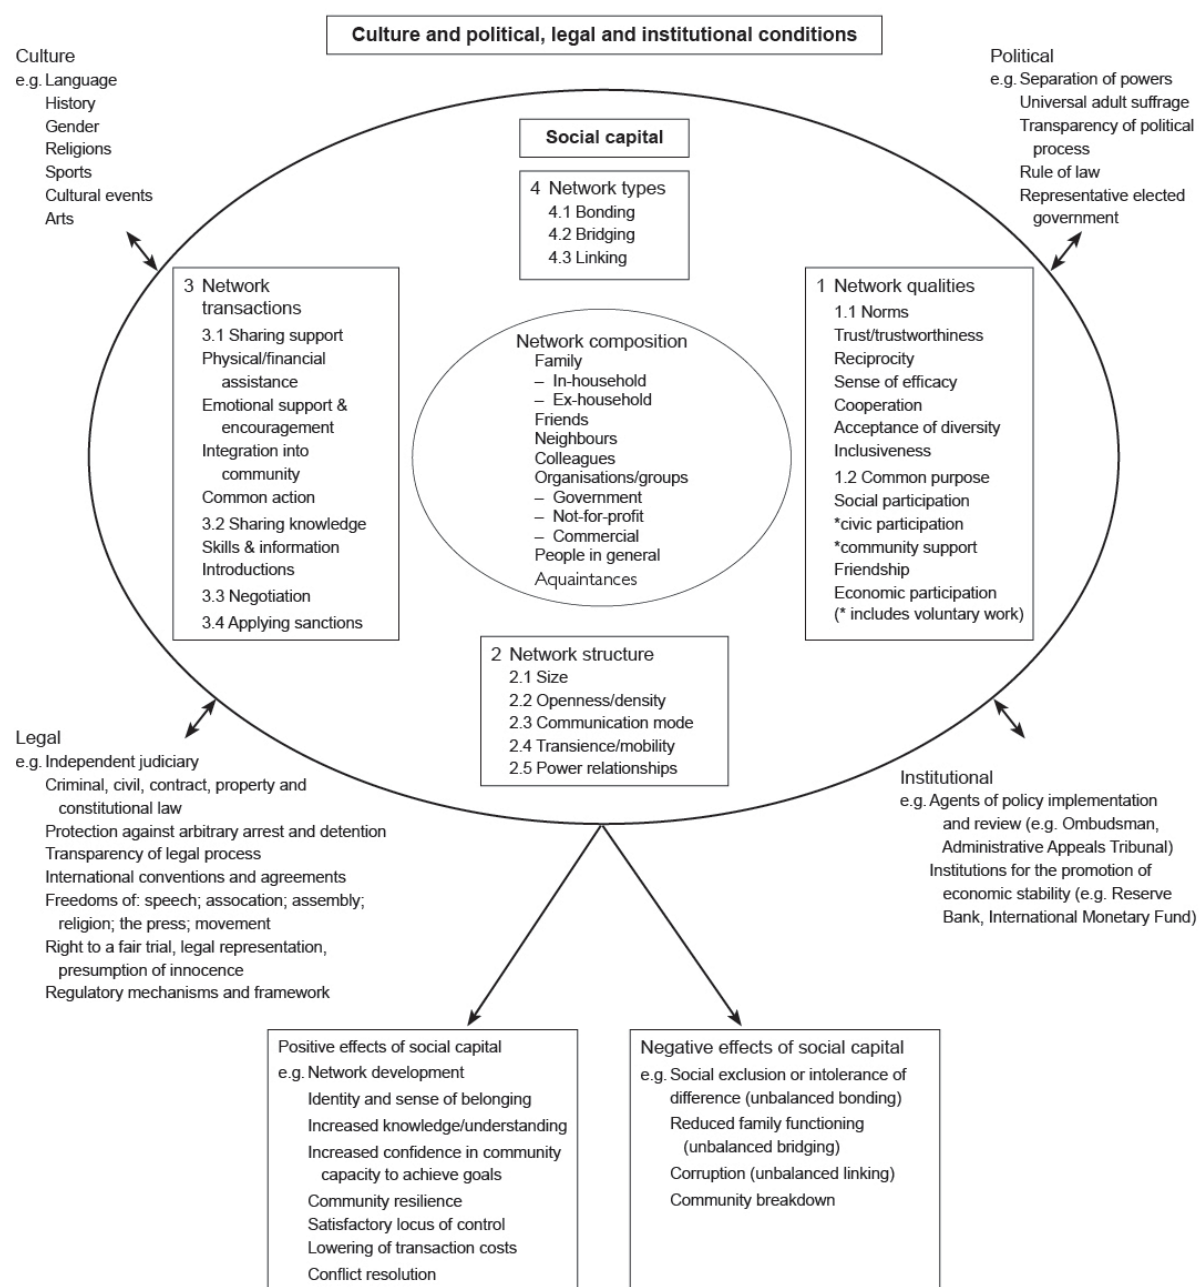 Culture and political, legal and institutional conditions
Culture
e.g. Language
History
Gender
Religions
Sports
Cultural events
Arts
Political
e.g. Separation of powers
Universal adult suffrage
Transparency of political
process
Rule of law
Representative elected
government
Social capital
4 Network types
4.1 Bonding
4.2 Bridging
4.3 Linking
3 Network
transactions
3.1 Sharing support
Physical/financial
assistance
Emotional support &
encouragement
Integration into
community
Common action
3.2 Sharing knowledge
Skills & information
Introductions
3.3 Negotiation
3.4 Applying sanctions
Network composition
Family
– In-household
– Ex-household
Friends
Neighbours
Colleagues
Organisations/groups
– Government
– Not-for-profit
– Commercial
People in general
Aquaintances
1 Network qualities
1.1 Norms
Trust/trustworthiness
Reciprocity
Sense of efficacy
Cooperation
Acceptance of diversity
Inclusiveness
1.2 Common purpose
Social participation
*civic participation
*community support
Friendship
Economic participation
(* includes voluntary work)
2 Network structure
2.1 Size
2.2 Openness/density
2.3 Communication mode
2.4 Transience/mobility
2.5 Power relationships
Legal
e.g. Independent judiciary
Criminal, civil, contract, property and
constitutional law
Protection against arbitrary arrest and detention
Transparency of legal process
International conventions and agreements
Freedoms of: speech; assocation; assembly;
religion; the press; movement
Right to a fair trial, legal representation,
presumption of innocence
Regulatory mechanisms and framework
Institutional
e.g. Agents of policy implementation
and review (e.g. Ombudsman,
Administrative Appeals Tribunal)
Institutions for the promotion of
economic stability (e.g. Reserve
Bank, International Monetary Fund)
Positive effects of social capital
e.g. Network development
Identity and sense of belonging
Increased knowledge/understanding
Increased confidence in community
capacity to achieve goals
Community resilience
Satisfactory locus of control
Lowering of transaction costs
Conflict resolution
Negative effects of social capital
e.g. Social exclusion or intolerance of
difference (unbalanced bonding)
Reduced family functioning
(unbalanced bridging)
Corruption (unbalanced linking)
Community breakdown